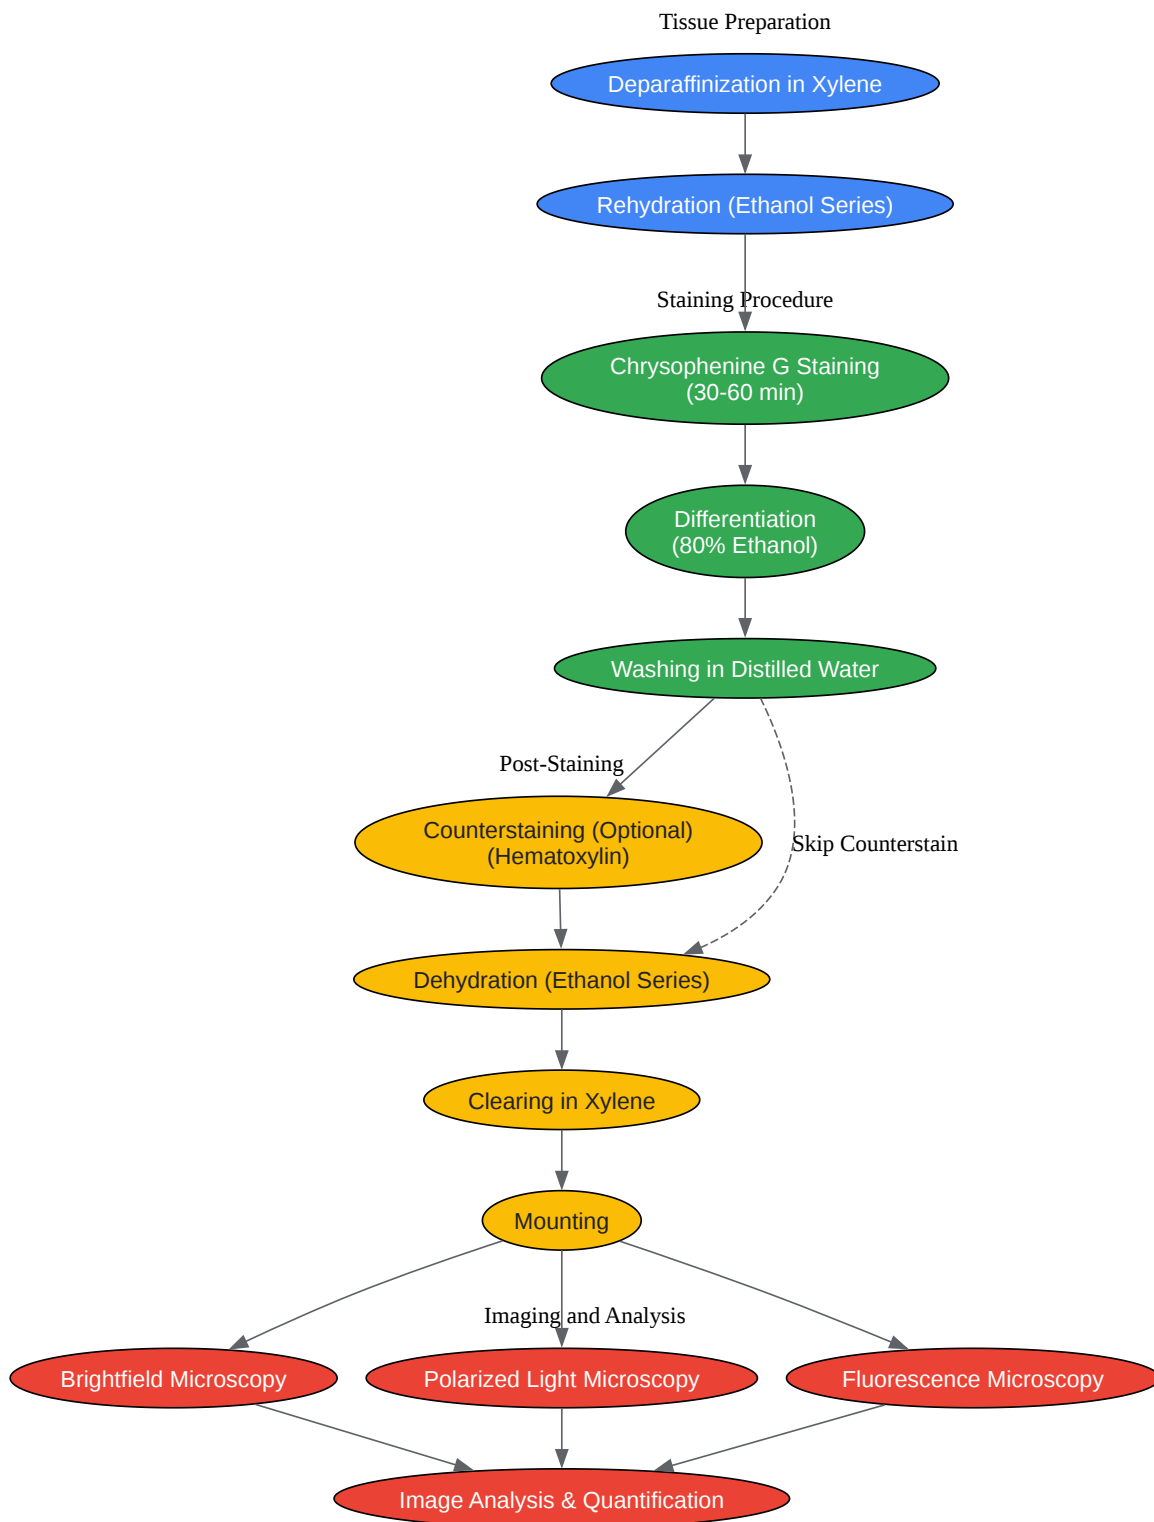 Tissue Preparation
Deparaffinization in Xylene
Rehydration (Ethanol Series)
Staining Procedure
Chrysophenine G Staining
(30-60 min)
Differentiation
(80% Ethanol)
Washing in Distilled Water
Post-Staining
Counterstaining (Optional)
(Hematoxylin)
Skip Counterstain
Dehydration (Ethanol Series)
Clearing in Xylene
Mounting
Imaging and Analysis
Brightfield Microscopy
Polarized Light Microscopy
Fluorescence Microscopy
Image Analysis & Quantification